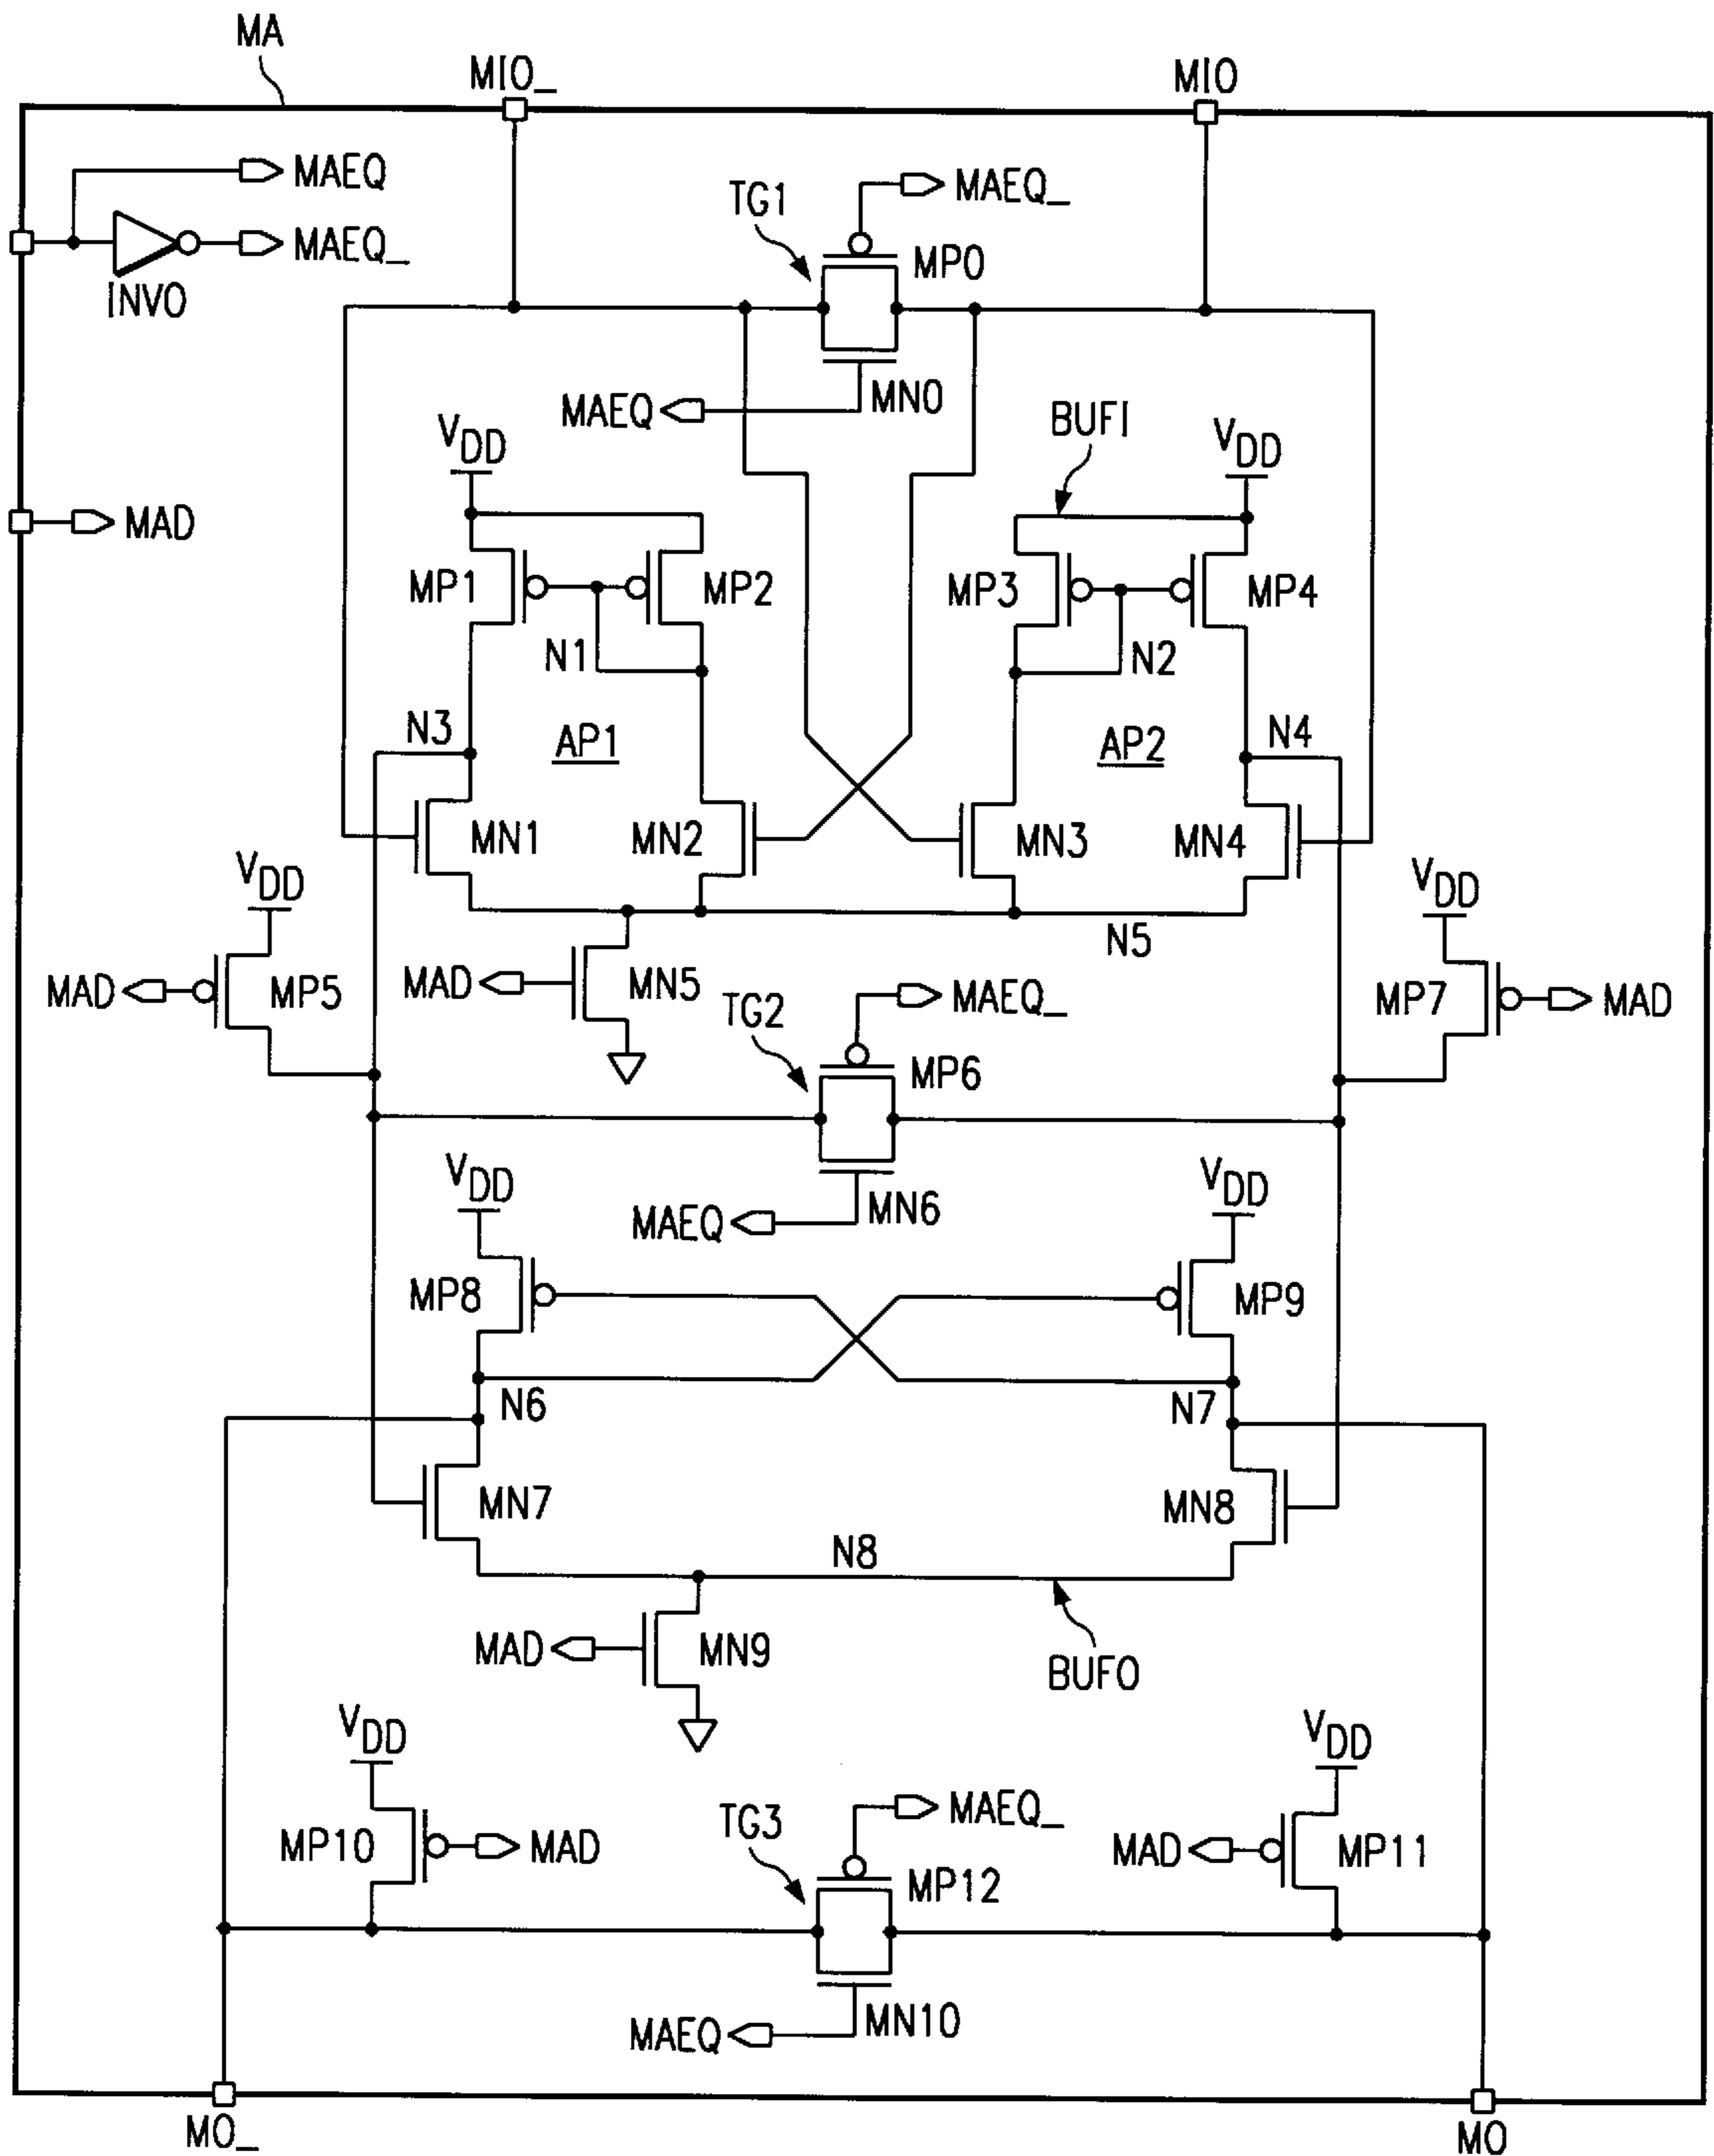 MA
MIO_
MIO
MAEQ
MAEQ_
INVO
MAD
TG1
MAEQ_
MP0
MN0
MAEQ
BUFI
VDD
VDD
MP1
MP2
MP3
MP4
N1
N2
N3
AP1
AP2
N4
MN1
MN2
MN3
MN4
VDD
VDD
N5
MAD
MP5
MAD
MN5
MP7
MAD
TG2
MAEQ_
MP6
VDD
VDD
MAEQ
MN6
MP8
MP9
N6
N7
MN7
MN8
N8
MAD
MN9
BUFO
VDD
VDD
TG3
MAEQ_
MP10
MAD
MP12
MAD
MP11
MAEQ
MN10
MO_
MO